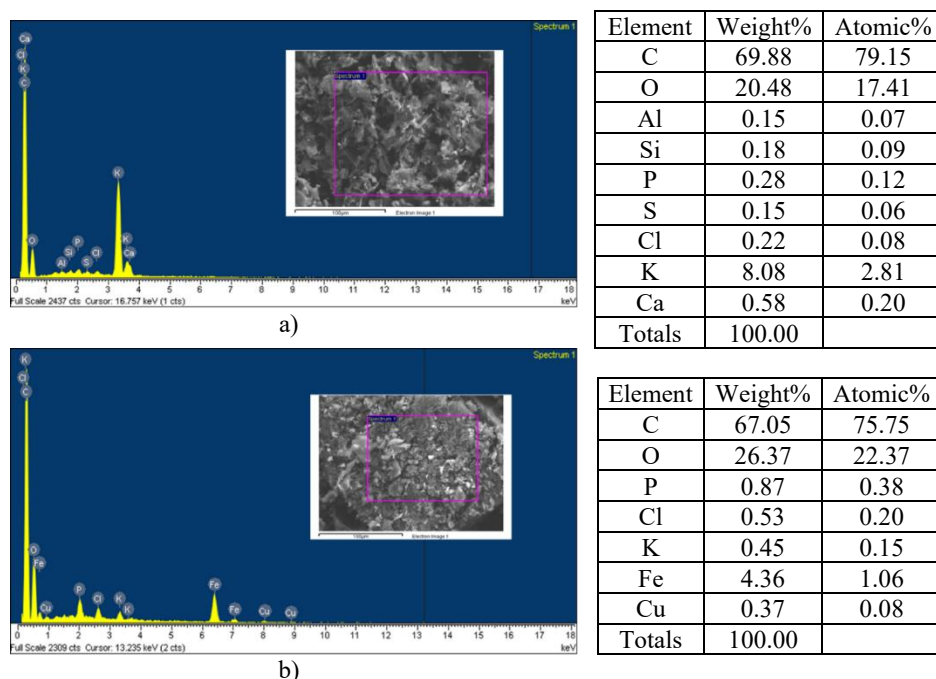 Spectrum 1
Ca
Cl
K
C
O
Al
Si
P
S
Cl
K
K
Ca
Spectrum 1
100µm
Electron Image 1
0 1 2 3 4 5 6 7 8 9 10 11 12 13 14 15 16 17 18
Full Scale 2437 cts Cursor: 16.757 keV (1 cts)
keV
a)
Element Weight% Atomic%
C 69.88 79.15
O 20.48 17.41
Al 0.15 0.07
Si 0.18 0.09
P 0.28 0.12
S 0.15 0.06
Cl 0.22 0.08
K 8.08 2.81
Ca 0.58 0.20
Totals 100.00
Spectrum 1
K
Cl
C
O
Fe
Cu
P
Cl
K
K
Fe
Fe
Cu
Cu
Spectrum 1
100µm
Electron Image 1
0 1 2 3 4 5 6 7 8 9 10 11 12 13 14 15 16 17 18
Full Scale 2309 cts Cursor: 13.235 keV (2 cts)
keV
b)
Element Weight% Atomic%
C 67.05 75.75
O 26.37 22.37
P 0.87 0.38
Cl 0.53 0.20
K 0.45 0.15
Fe 4.36 1.06
Cu 0.37 0.08
Totals 100.00